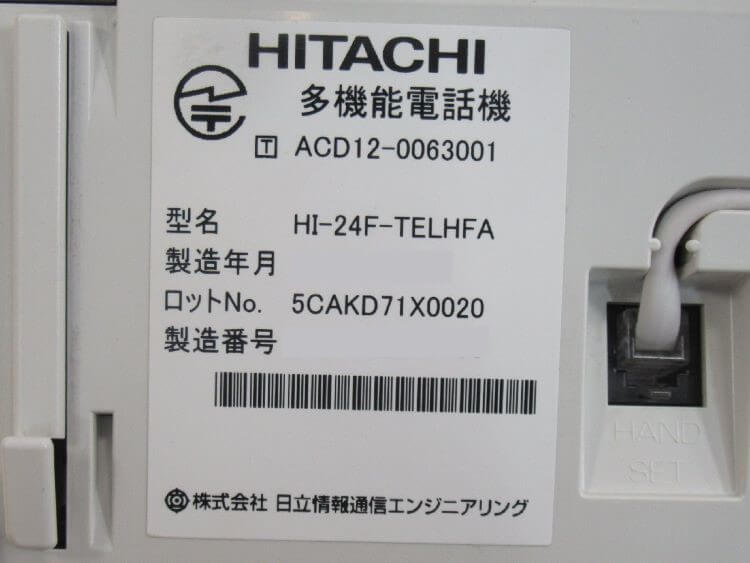 HITACHI
多機能電話機
T ACD12-0063001
型名 HI-24F-TELHFA
製造年月
ロットNo. 5CAKD71X0020
製造番号
株式会社 日立情報通信エンジニアリング
HAND
SET